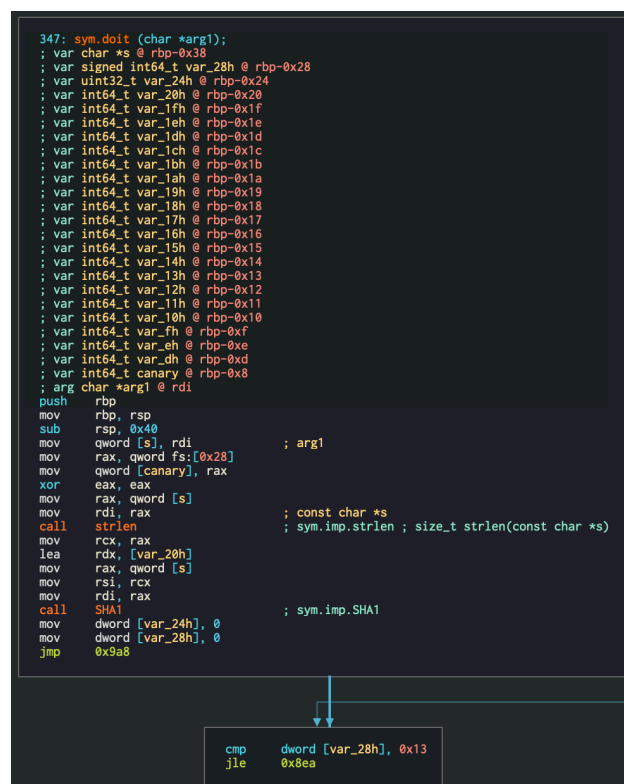 347: sym.doit (char *arg1);
; var char *s @ rbp-0x38
; var signed int64_t var_28h @ rbp-0x28
; var uint32_t var_24h @ rbp-0x24
; var int64_t var_20h @ rbp-0x20
; var int64_t var_1fh @ rbp-0x1f
; var int64_t var_1eh @ rbp-0x1e
; var int64_t var_1dh @ rbp-0x1d
; var int64_t var_1ch @ rbp-0x1c
; var int64_t var_1bh @ rbp-0x1b
; var int64_t var_1ah @ rbp-0x1a
; var int64_t var_19h @ rbp-0x19
; var int64_t var_18h @ rbp-0x18
; var int64_t var_17h @ rbp-0x17
; var int64_t var_16h @ rbp-0x16
; var int64_t var_15h @ rbp-0x15
; var int64_t var_14h @ rbp-0x14
; var int64_t var_13h @ rbp-0x13
; var int64_t var_12h @ rbp-0x12
; var int64_t var_11h @ rbp-0x11
; var int64_t var_10h @ rbp-0x10
; var int64_t var_fh @ rbp-0xf
; var int64_t var_eh @ rbp-0xe
; var int64_t var_dh @ rbp-0xd
; var int64_t canary @ rbp-0x8
; arg char *arg1 @ rdi
push rbp
mov rbp, rsp
sub rsp, 0x40
mov qword [s], rdi ; arg1
mov rax, qword fs:[0x28]
mov qword [canary], rax
xor eax, eax
mov rax, qword [s]
mov rdi, rax ; const char *s
call strlen ; sym.imp.strlen ; size_t strlen(const char *s)
mov rcx, rax
lea rdx, [var_20h]
mov rax, qword [s]
mov rsi, rcx
mov rdi, rax
call SHA1 ; sym.imp.SHA1
mov dword [var_24h], 0
mov dword [var_28h], 0
jmp 0x9a8
cmp dword [var_28h], 0x13
jle 0x8ea